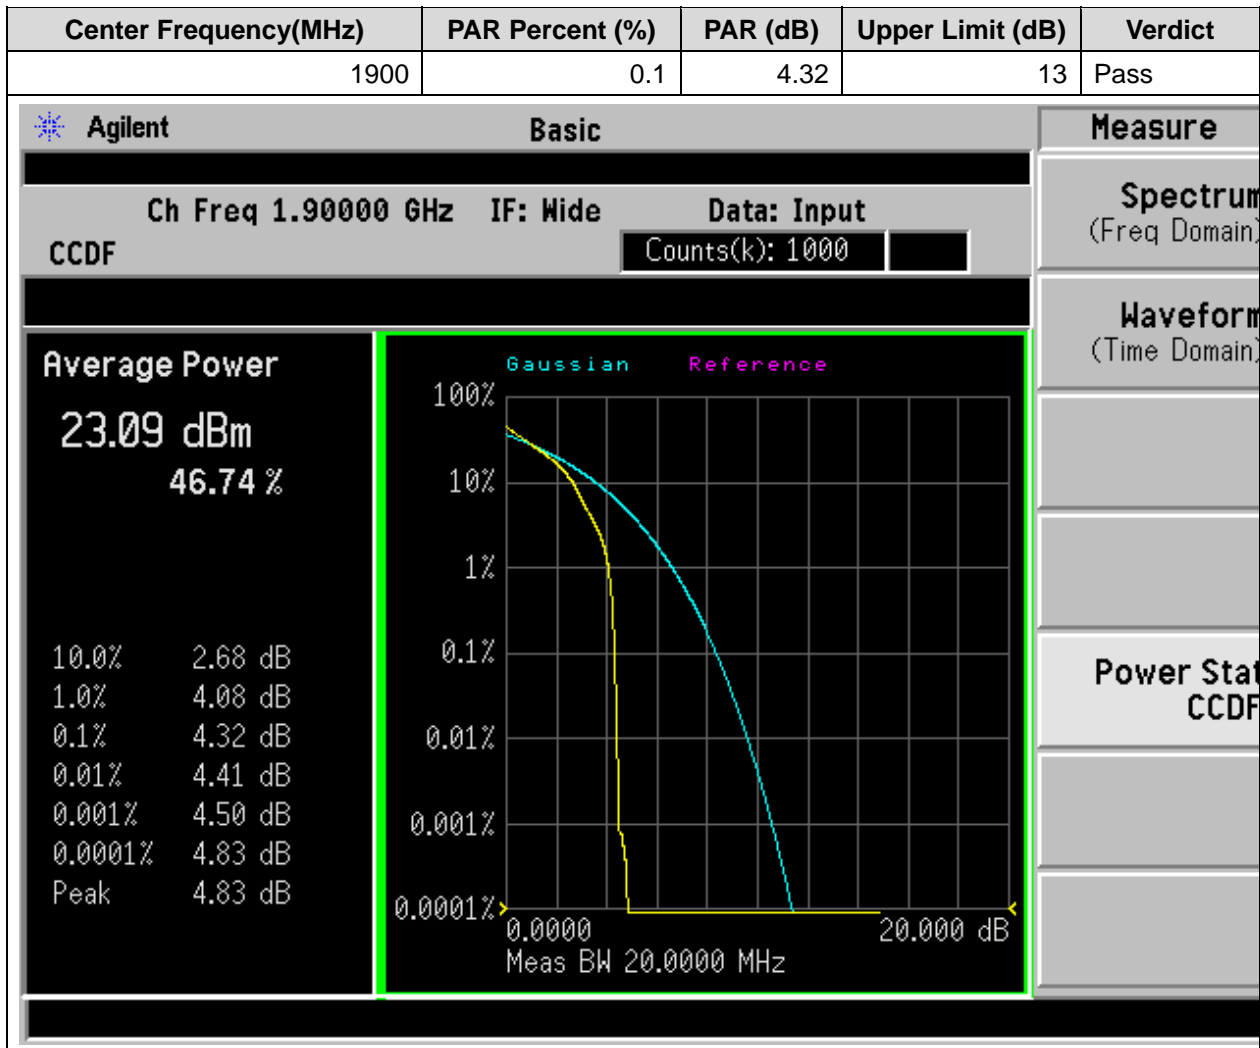 Center Frequency(MHz) PAR Percent (%) PAR (dB) Upper Limit (dB) Verdict
1900 0.1 4.32 13 Pass
Agilent Basic Measure
Ch Freq 1.90000 GHz IF: Wide Data: Input
CCDF Counts(k): 1000
Spectrum
(Freq Domain)
Waveform
(Time Domain)
Power Stat
CCDF
Average Power
23.09 dBm
46.74 %
10.0% 2.68 dB
1.0% 4.08 dB
0.1% 4.32 dB
0.01% 4.41 dB
0.001% 4.50 dB
0.0001% 4.83 dB
Peak 4.83 dB
Gaussian Reference
100%
10%
1%
0.1%
0.01%
0.001%
0.0001%
0.0000 20.000 dB
Meas BW 20.0000 MHz